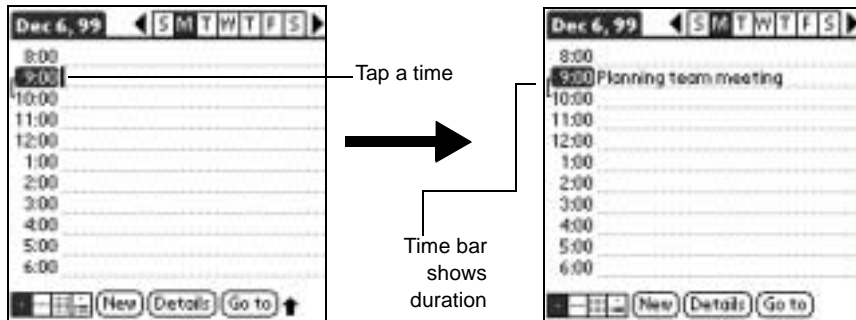 Dec 6, 99 S M T W T F S
8:00
9:00
10:00
11:00
12:00
1:00
2:00
3:00
4:00
5:00
6:00
New Details Go to
Tap a time
Time bar
shows
duration
Dec 6, 99 S M T W T F S
8:00
9:00 Planning team meeting
10:00
11:00
12:00
1:00
2:00
3:00
4:00
5:00
6:00
New Details Go to